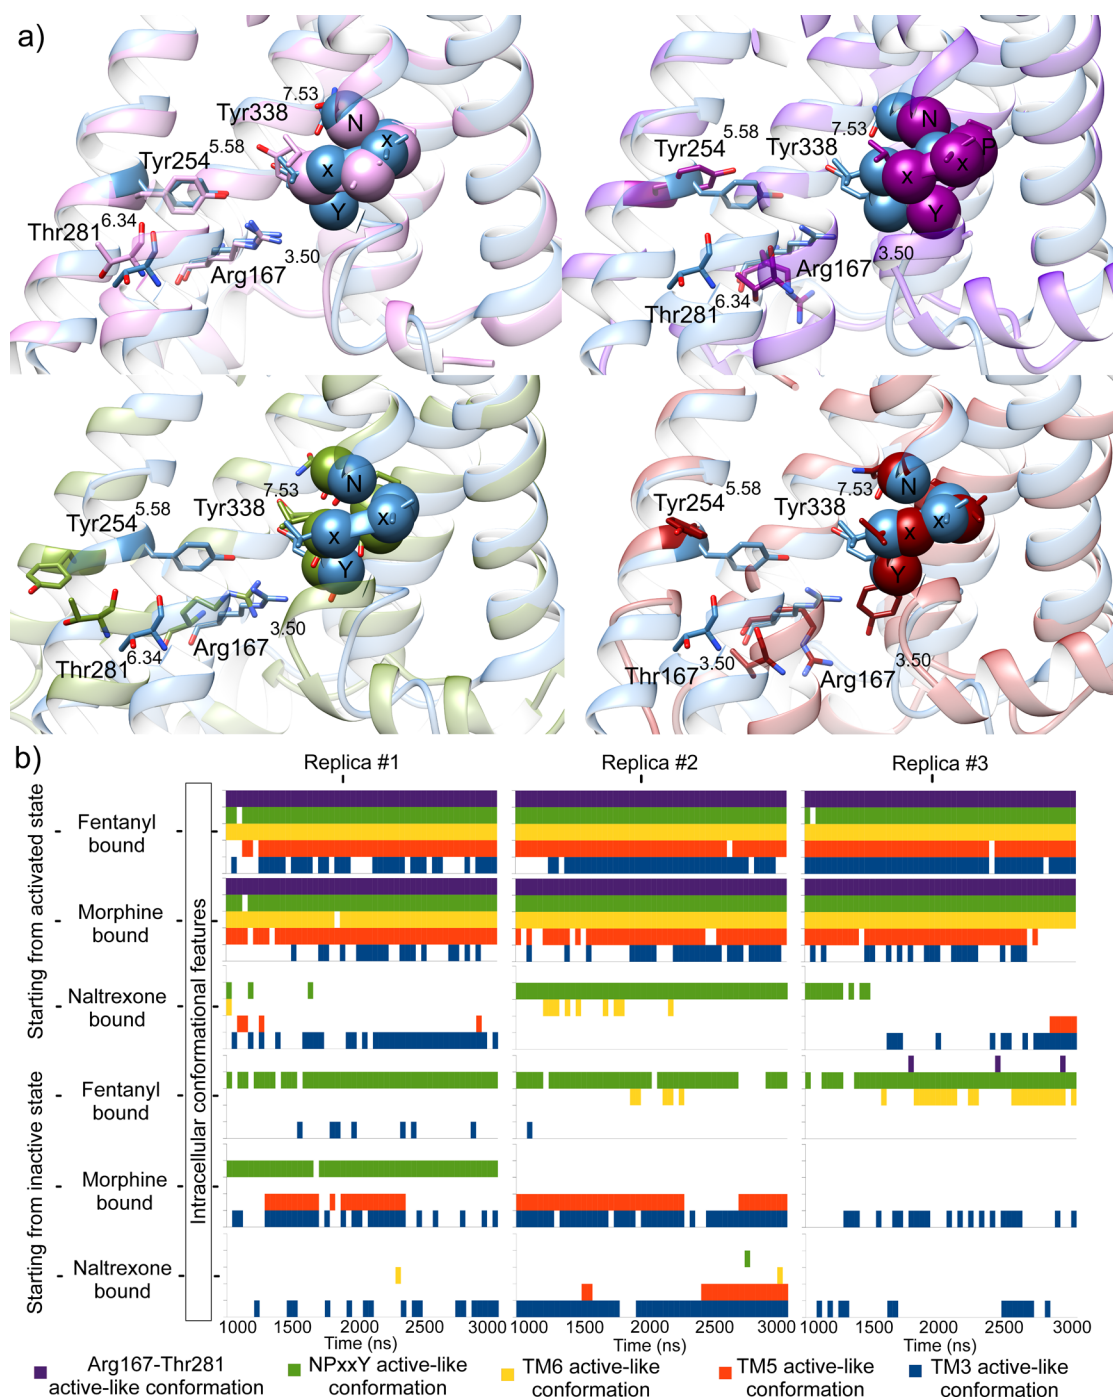 a)
7.53
Tyr338
N
5.58
x
Tyr254
x
6.34
Thr281
Y
3.50
Arg167
N
7.53
P
Tyr254
Tyr338
x
x
Y
3.50
Arg167
6.34
Thr281
7.53
Tyr338
5.58
Tyr254
x
x
Y
3.50
Arg167
6.34
Thr281
5.58
7.53
N
Tyr254
Tyr338
x
x
Y
3.50
3.50
Thr167
Arg167
b)
Replica #1
Replica #2
Replica #3
Starting from activated state
Starting from inactive state
Intracellular conformational features
Fentanyl
bound
Morphine
bound
Naltrexone
bound
Fentanyl
bound
Morphine
bound
Naltrexone
bound
1000 1500 2000 2500 3000
1000 1500 2000 2500 3000
1000 1500 2000 2500 3000
Time (ns)
Time (ns)
Time (ns)
Arg167-Thr281
active-like conformation
NPxxY active-like
conformation
TM6 active-like
conformation
TM5 active-like
conformation
TM3 active-like
conformation